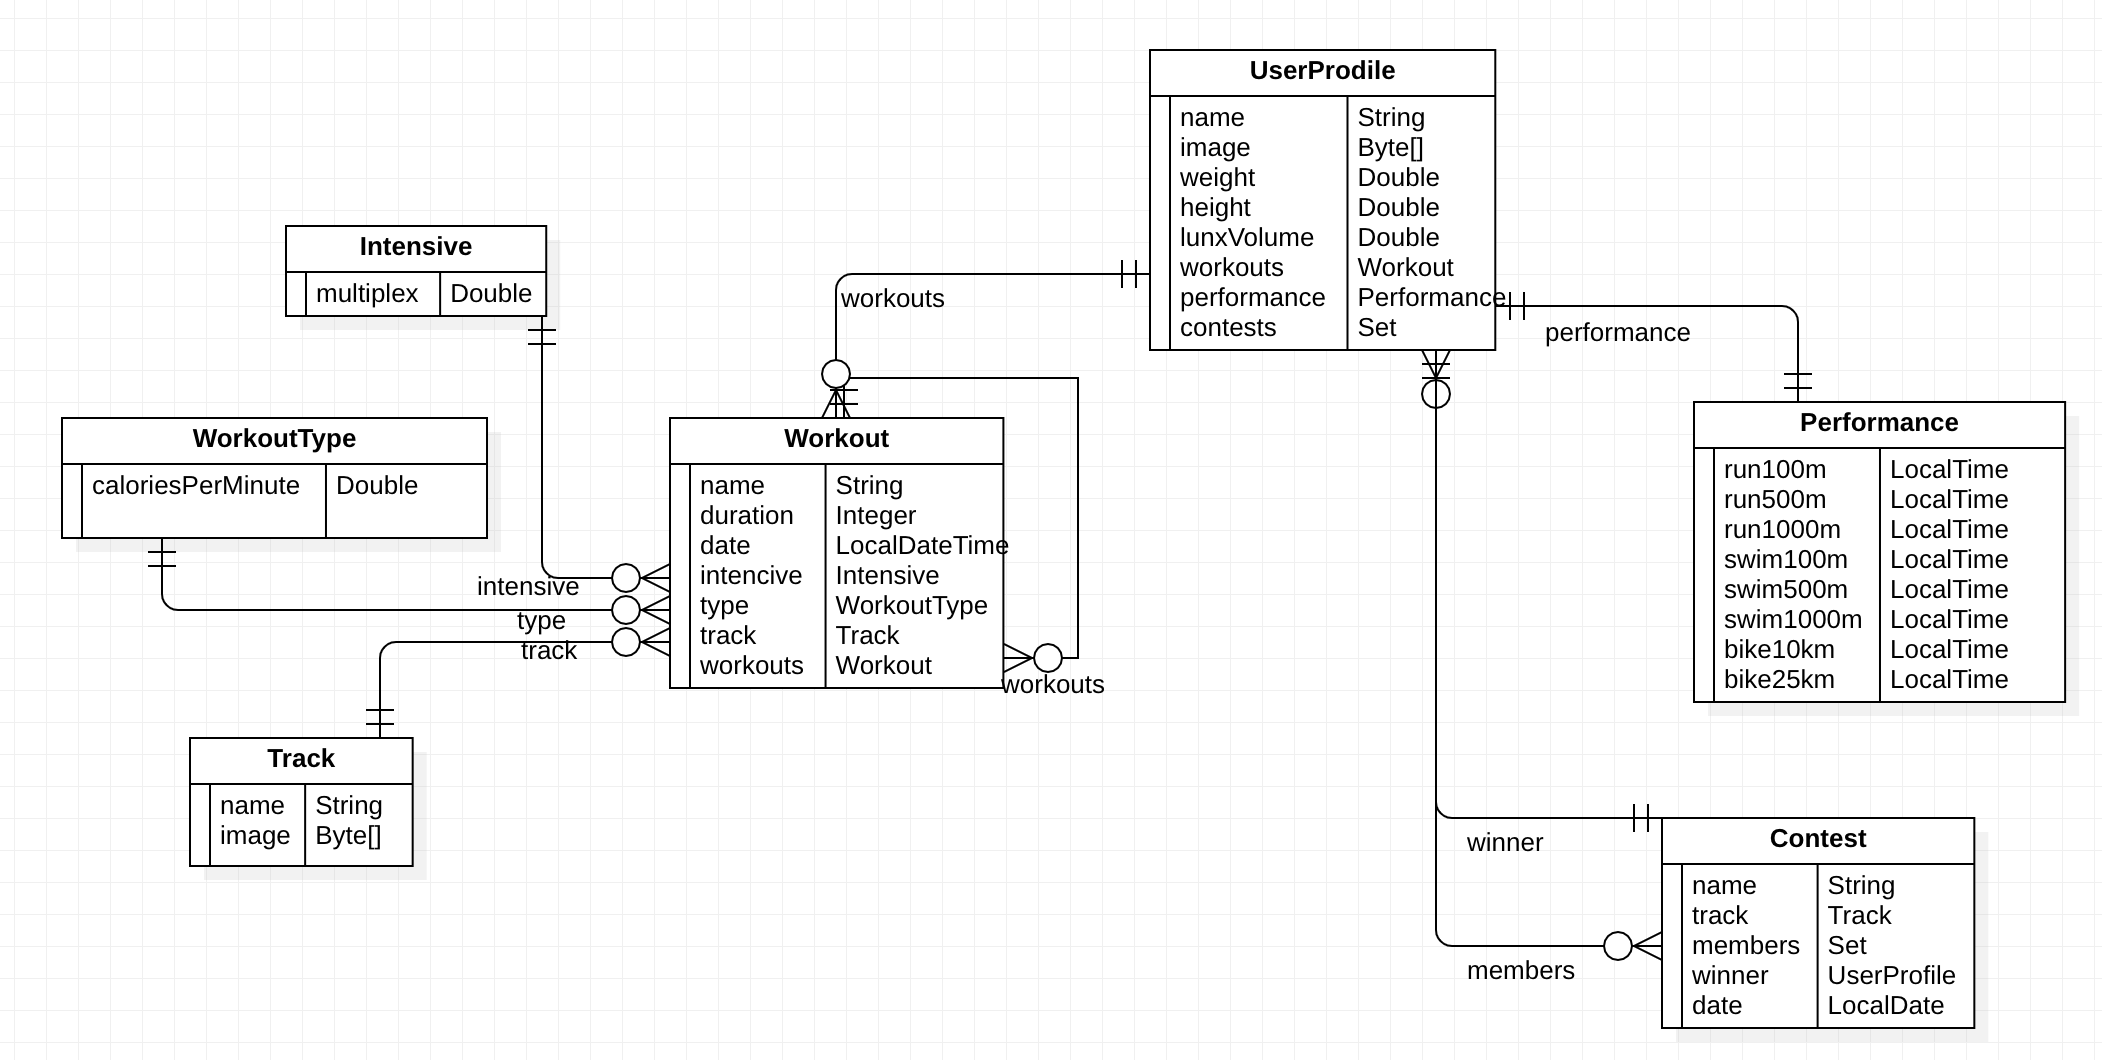 UserProdile
name String
image Byte[]
weight Double
height Double
lunxVolume Double
workouts Workout
performance Performance
contests Set
Intensive
multiplex Double
workouts
performance
WorkoutType
caloriesPerMinute Double
Workout
name String
duration Integer
date LocalDateTime
intencive Intensive
type WorkoutType
track Track
workouts Workout
Performance
run100m LocalTime
run500m LocalTime
run1000m LocalTime
swim100m LocalTime
swim500m LocalTime
swim1000m LocalTime
bike10km LocalTime
bike25km LocalTime
intensive
type
track
workouts
Track
name String
image Byte[]
winner
members
Contest
name String
track Track
members Set
winner UserProfile
date LocalDate